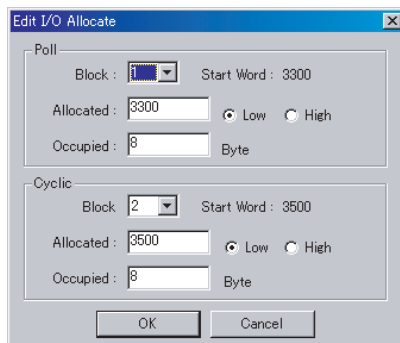 Edit I/O Allocate
Poll
Block : 1 Start Word : 3300
Allocated : 3300 Low High
Occupied : 8 Byte
Cyclic
Block 2 Start Word : 3500
Allocated : 3500 Low High
Occupied : 8 Byte
OK Cancel